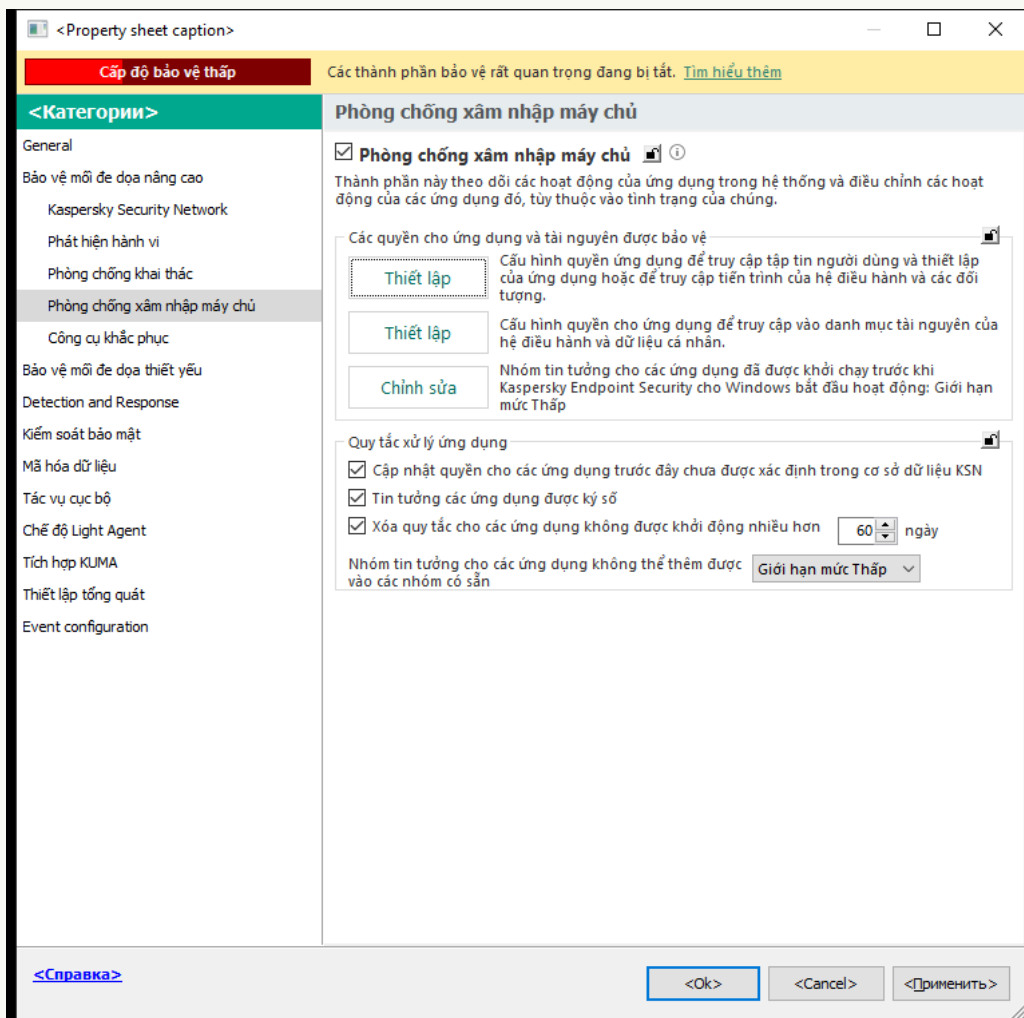 <Property sheet caption>
Cấp độ bảo vệ thấp
Các thành phần bảo vệ rất quan trọng đang bị tắt. Tìm hiểu thêm
<Категории>
General
Bảo vệ mối đe dọa nâng cao
Kaspersky Security Network
Phát hiện hành vi
Phòng chống khai thác
Phòng chống xâm nhập máy chủ
Công cụ khắc phục
Bảo vệ mối đe dọa thiết yếu
Detection and Response
Kiểm soát bảo mật
Mã hóa dữ liệu
Tác vụ cục bộ
Chế độ Light Agent
Tích hợp KUMA
Thiết lập tổng quát
Event configuration
Phòng chống xâm nhập máy chủ
Phòng chống xâm nhập máy chủ
Thành phần này theo dõi các hoạt động của ứng dụng trong hệ thống và điều chỉnh các hoạt
động của các ứng dụng đó, tùy thuộc vào tình trạng của chúng.
Các quyền cho ứng dụng và tài nguyên được bảo vệ
Thiết lập
Cấu hình quyền ứng dụng để truy cập tập tin người dùng và thiết lập
của ứng dụng hoặc để truy cập tiến trình của hệ điều hành và các đối
tượng.
Thiết lập
Cấu hình quyền cho ứng dụng để truy cập vào danh mục tài nguyên của
hệ điều hành và dữ liệu cá nhân.
Chỉnh sửa
Nhóm tin tưởng cho các ứng dụng đã được khởi chạy trước khi
Kaspersky Endpoint Security cho Windows bắt đầu hoạt động: Giới hạn
mức Thấp
Quy tắc xử lý ứng dụng
Cập nhật quyền cho các ứng dụng trước đây chưa được xác định trong cơ sở dữ liệu KSN
Tin tưởng các ứng dụng được ký số
Xóa quy tắc cho các ứng dụng không được khởi động nhiều hơn 60 ngày
Nhóm tin tưởng cho các ứng dụng không thể thêm được
vào các nhóm có sẵn
Giới hạn mức Thấp
<Справка>
<Ok>
<Cancel>
<Применить>